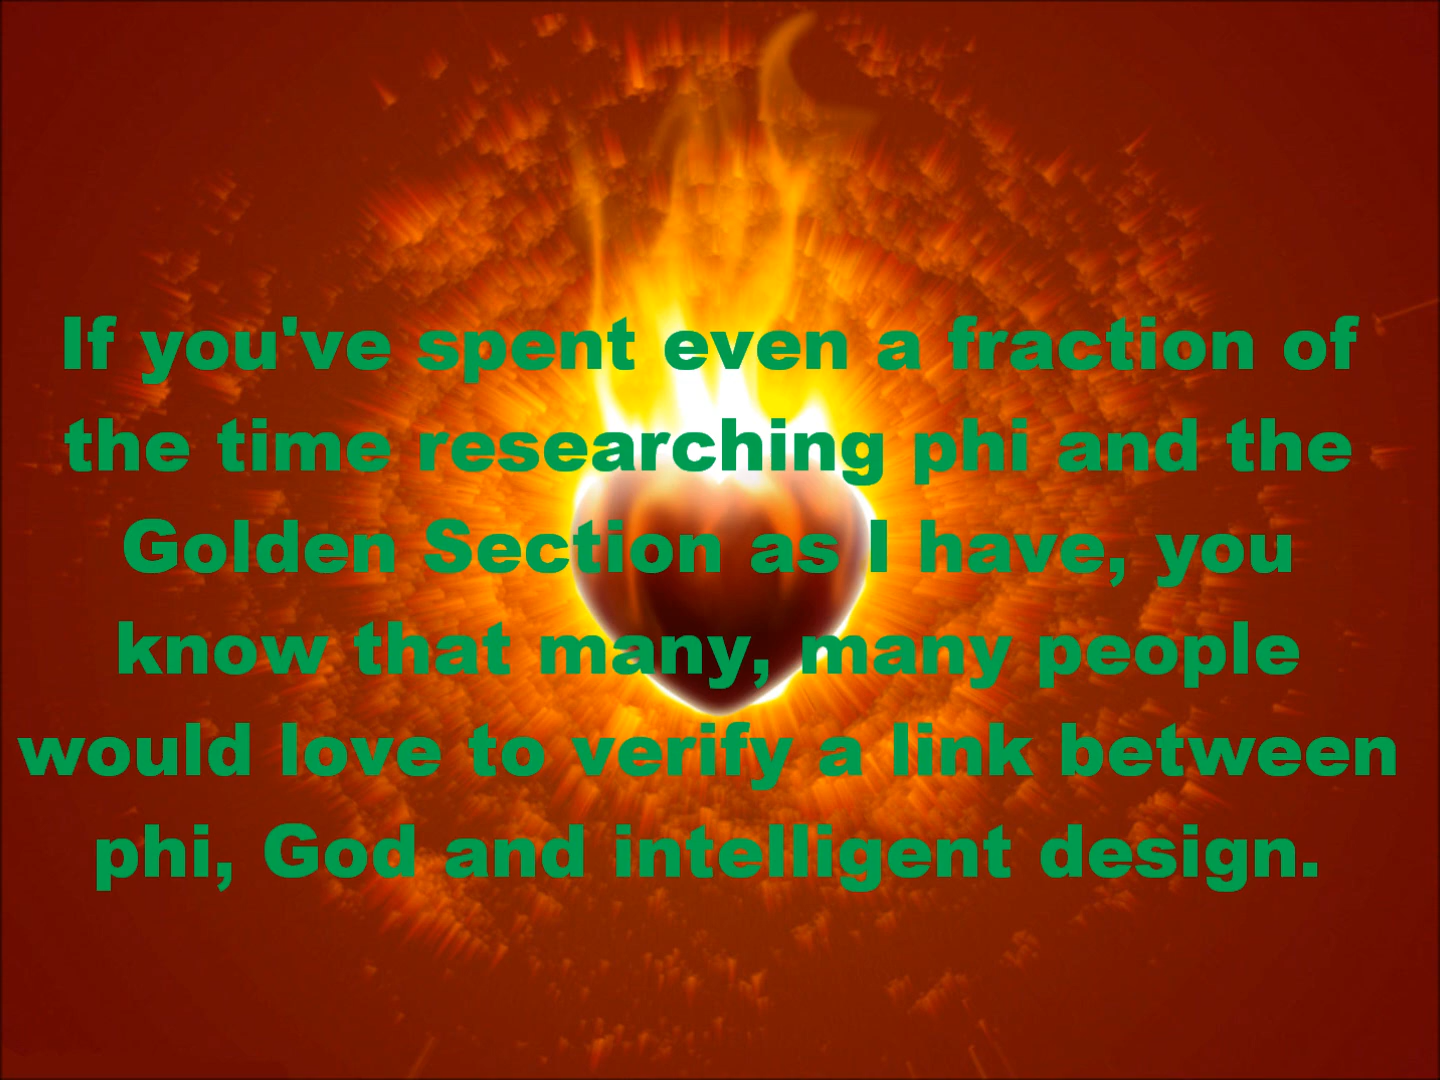 If you've spent even a fraction of
the time researching phi and the
Golden Section as I have, you
know that many, many people
would love to verify a link between
phi, God and intelligent design.